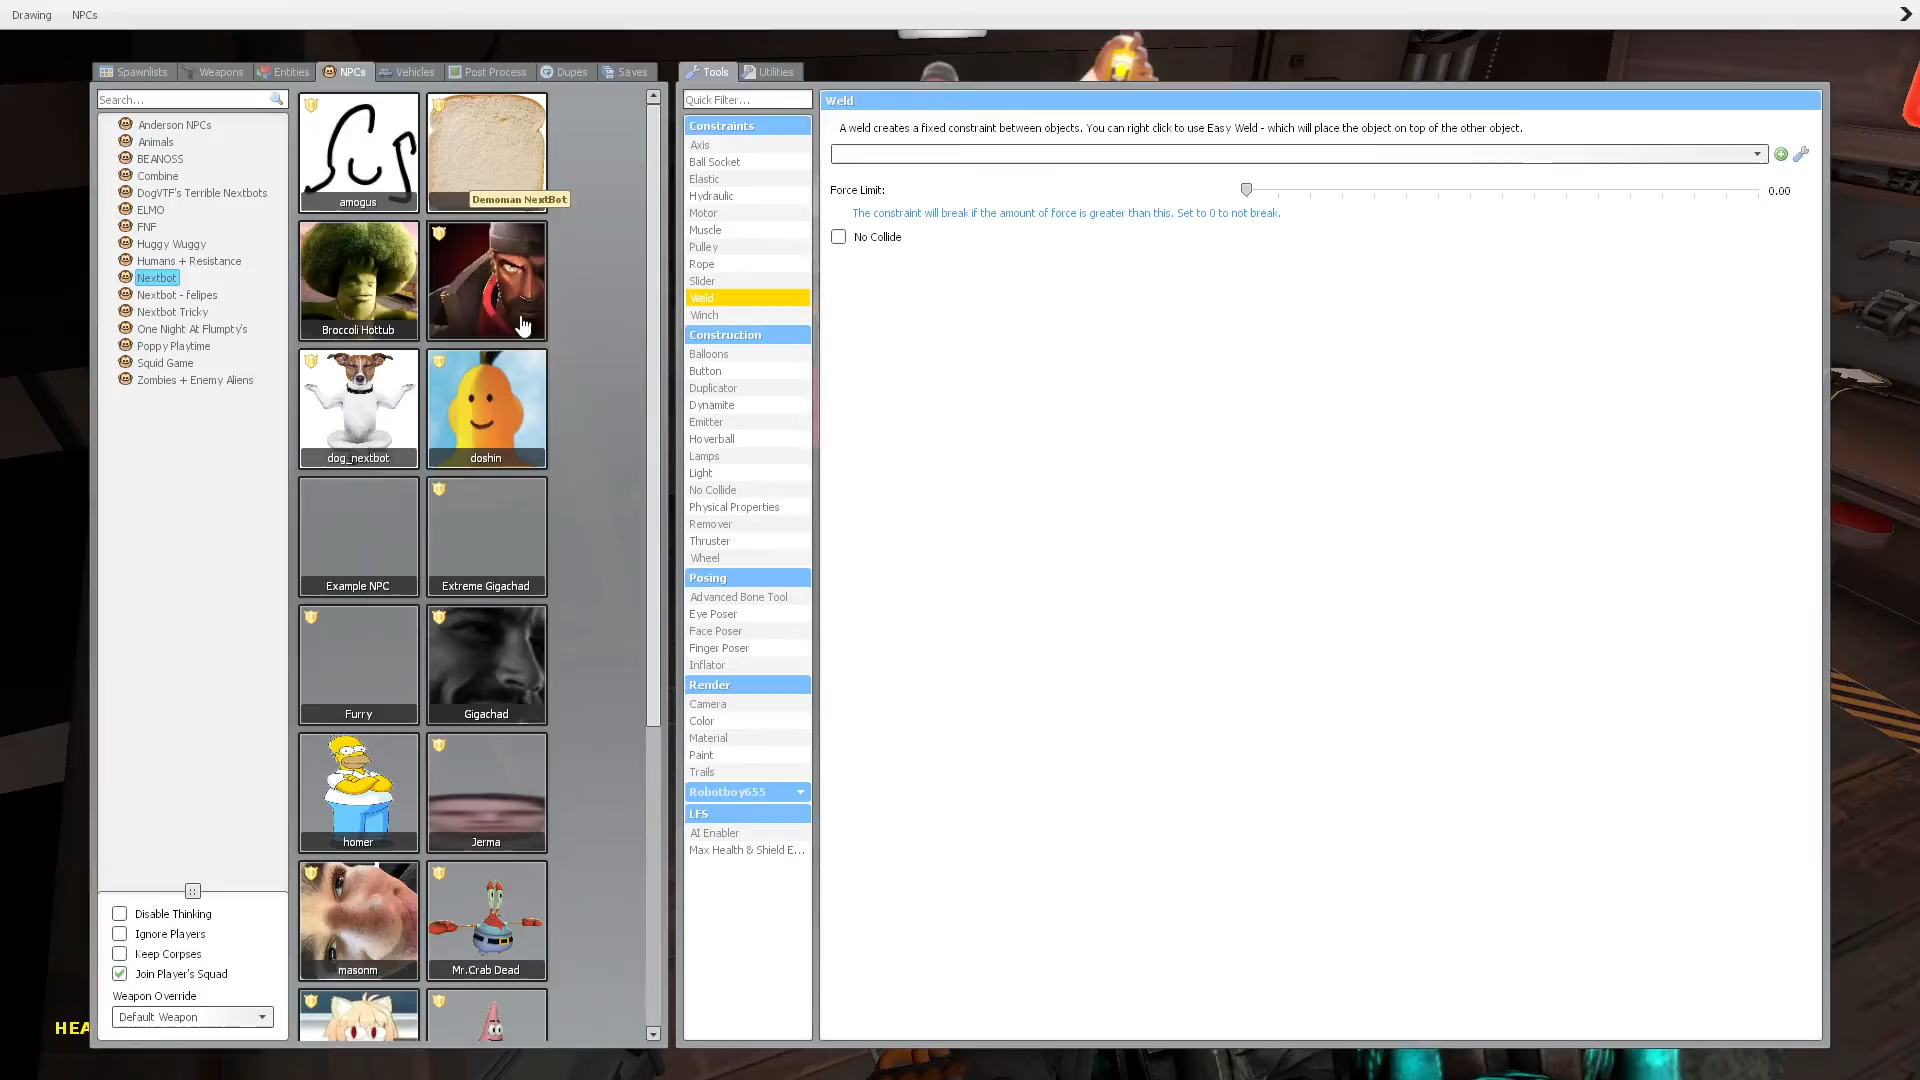 Drawing NPCs
Spawnlists Weapons Entities NPCs Vehicles Post Process Dupes Saves
Tools Utilities
Search...
Anderson NPCs
Animals
BEANOSS
Combine
DogVTF's Terrible Nextbots
ELMO
FNF
Huggy Wuggy
Humans + Resistance
Nextbot
Nextbot - felipes
Nextbot Tricky
One Night At Flumpty's
Poppy Playtime
Squid Game
Zombies + Enemy Aliens
Disable Thinking
Ignore Players
Keep Corpses
Join Player's Squad
Weapon Override
Default Weapon
HEA
sus
amogus
Demoman NextBot
Broccoli Hottub
dog_nextbot
doshin
Example NPC
Extreme Gigachad
Furry
Gigachad
homer
Jerma
masonm
Mr.Crab Dead
Quick Filter...
Constraints
Axis
Ball Socket
Elastic
Hydraulic
Motor
Muscle
Pulley
Rope
Slider
Weld
Winch
Construction
Balloons
Button
Duplicator
Dynamite
Emitter
Hoverball
Lamps
Light
No Collide
Physical Properties
Remover
Thruster
Wheel
Posing
Advanced Bone Tool
Eye Poser
Face Poser
Finger Poser
Inflator
Render
Camera
Color
Material
Paint
Trails
Robotboy655
LFS
AI Enabler
Max Health & Shield E...
Weld
A weld creates a fixed constraint between objects. You can right click to use Easy Weld - which will place the object on top of the other object.
Force Limit: 0.00
The constraint will break if the amount of force is greater than this. Set to 0 to not break.
No Collide